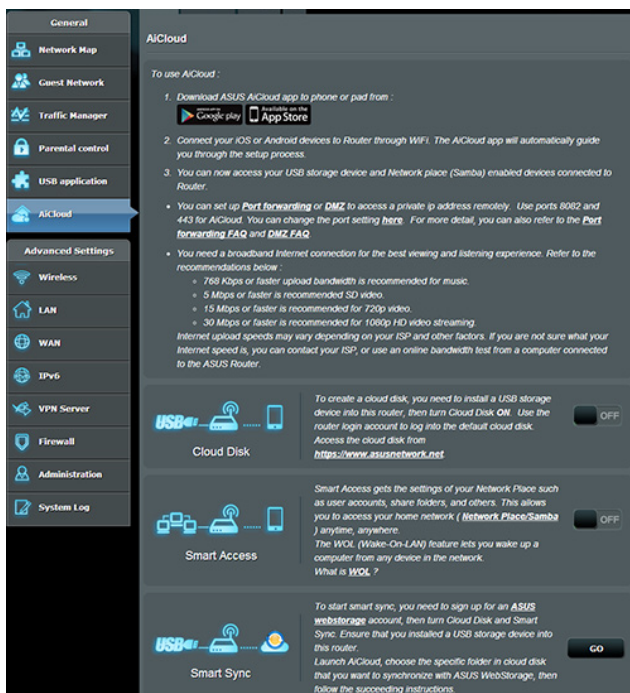 General
Network Map
Guest Network
Traffic Manager
Parental control
USB application
AiCloud
Advanced Settings
Wireless
LAN
WAN
IPv6
VPN Server
Firewall
Administration
System Log
AiCloud
To use AiCloud :
1. Download ASUS AiCloud app to phone or pad from :
ANDROID APP ON
Google play
Available on the
App Store
2. Connect your iOS or Android devices to Router through WiFi. The AiCloud app will automatically guide
you through the setup process.
3. You can now access your USB storage device and Network place (Samba) enabled devices connected to
Router.
• You can set up Port forwarding or DMZ to access a private ip address remotely. Use ports 8082 and
443 for AiCloud. You can change the port setting here. For more detail, you can also refer to the Port
forwarding FAQ and DMZ FAQ.
• You need a broadband Internet connection for the best viewing and listening experience. Refer to the
recommendations below :
768 Kbps or faster upload bandwidth is recommended for music.
5 Mbps or faster is recommended SD video.
15 Mbps or faster is recommended for 720p video.
30 Mbps or faster is recommended for 1080p HD video streaming.
Internet upload speeds may vary depending on your ISP and other factors. If you are not sure what your
Internet speed is, you can contact your ISP, or use an online bandwidth test from a computer connected
to the ASUS Router.
USB
Cloud Disk
To create a cloud disk, you need to install a USB storage
device into this router, then turn Cloud Disk ON. Use the
router login account to log into the default cloud disk.
Access the cloud disk from
https://www.asusnetwork.net.
OFF
Smart Access
Smart Access gets the settings of your Network Place such
as user accounts, share folders, and others. This allows
you to access your home network ( Network Place/Samba
) anytime, anywhere.
The WOL (Wake-On-LAN) feature lets you wake up a
computer from any device in the network.
What is WOL ?
OFF
USB
Smart Sync
To start smart sync, you need to sign up for an ASUS
webstorage account, then turn Cloud Disk and Smart
Sync. Ensure that you installed a USB storage device into
this router.
Launch AiCloud, choose the specific folder in cloud disk
that you want to synchronize with ASUS WebStorage, then
follow the succeeding instructions.
GO